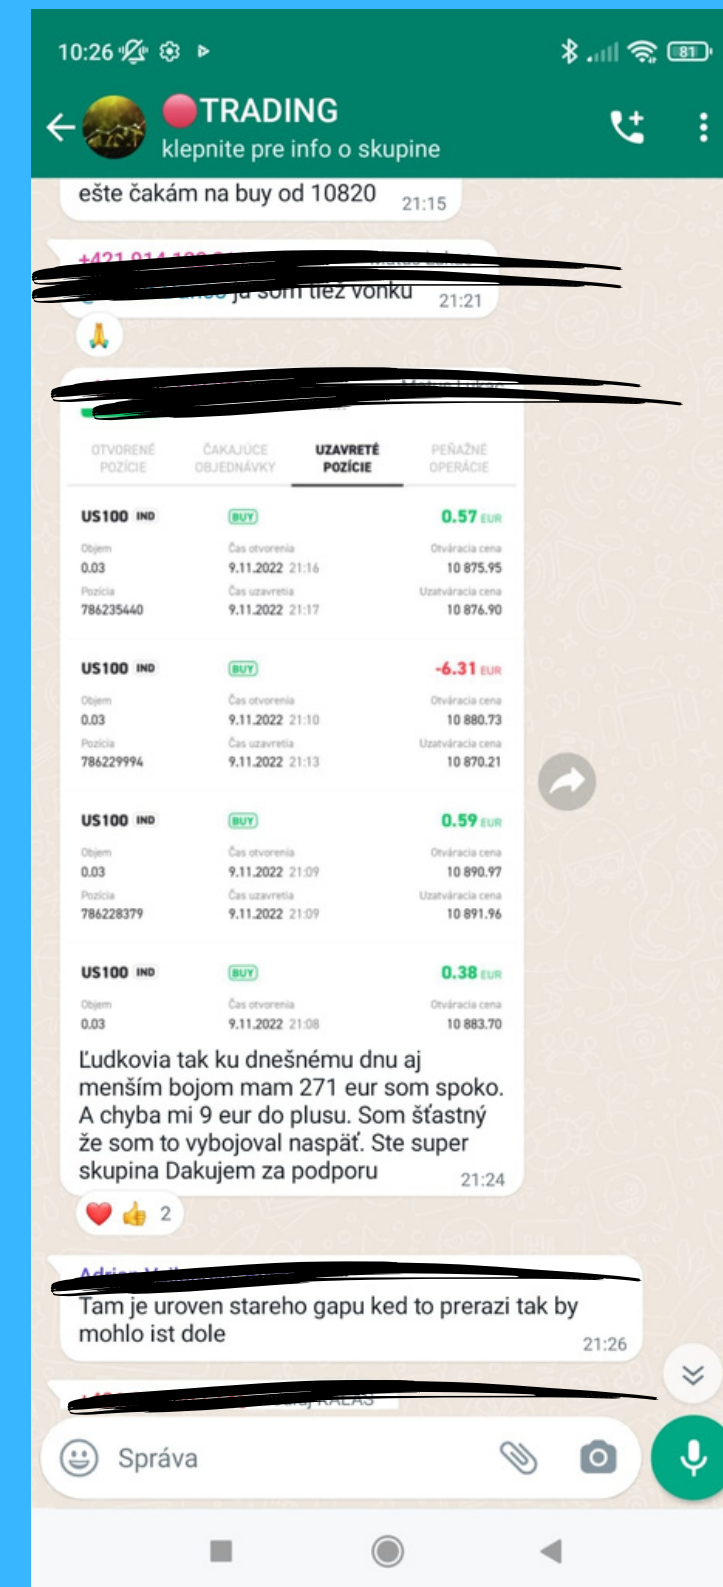 10:26
81
TRADING
klepnite pre info o skupine
ešte čakám na buy od 10820 21:15
ja som tiež vonku 21:21
OTVORENÉ POZÍCIE
ČAKAJÚCE OBJEDNÁVKY
UZAVRETÉ POZÍCIE
PEŇAŽNÉ OPERÁCIE
US100 IND BUY 0.57 EUR
Objem Čas otvorenia Otváracia cena
0.03 9.11.2022 21:16 10 875.95
Pozícia Čas uzavretia Uzatváracia cena
786235440 9.11.2022 21:17 10 876.90
US100 IND BUY -6.31 EUR
Objem Čas otvorenia Otváracia cena
0.03 9.11.2022 21:10 10 880.73
Pozícia Čas uzavretia Uzatváracia cena
786229994 9.11.2022 21:13 10 870.21
US100 IND BUY 0.59 EUR
Objem Čas otvorenia Otváracia cena
0.03 9.11.2022 21:09 10 890.97
Pozícia Čas uzavretia Uzatváracia cena
786228379 9.11.2022 21:09 10 891.96
US100 IND BUY 0.38 EUR
Objem Čas otvorenia Otváracia cena
0.03 9.11.2022 21:08 10 883.70
Ľudkovia tak ku dnešnému dnu aj
menším bojom mam 271 eur som spoko.
A chyba mi 9 eur do plusu. Som šťastný
že som to vybojoval naspäť. Ste super
skupina Dakujem za podporu 21:24
2
Tam je uroven stareho gapu ked to prerazi tak by
mohlo ist dole 21:26
Správa